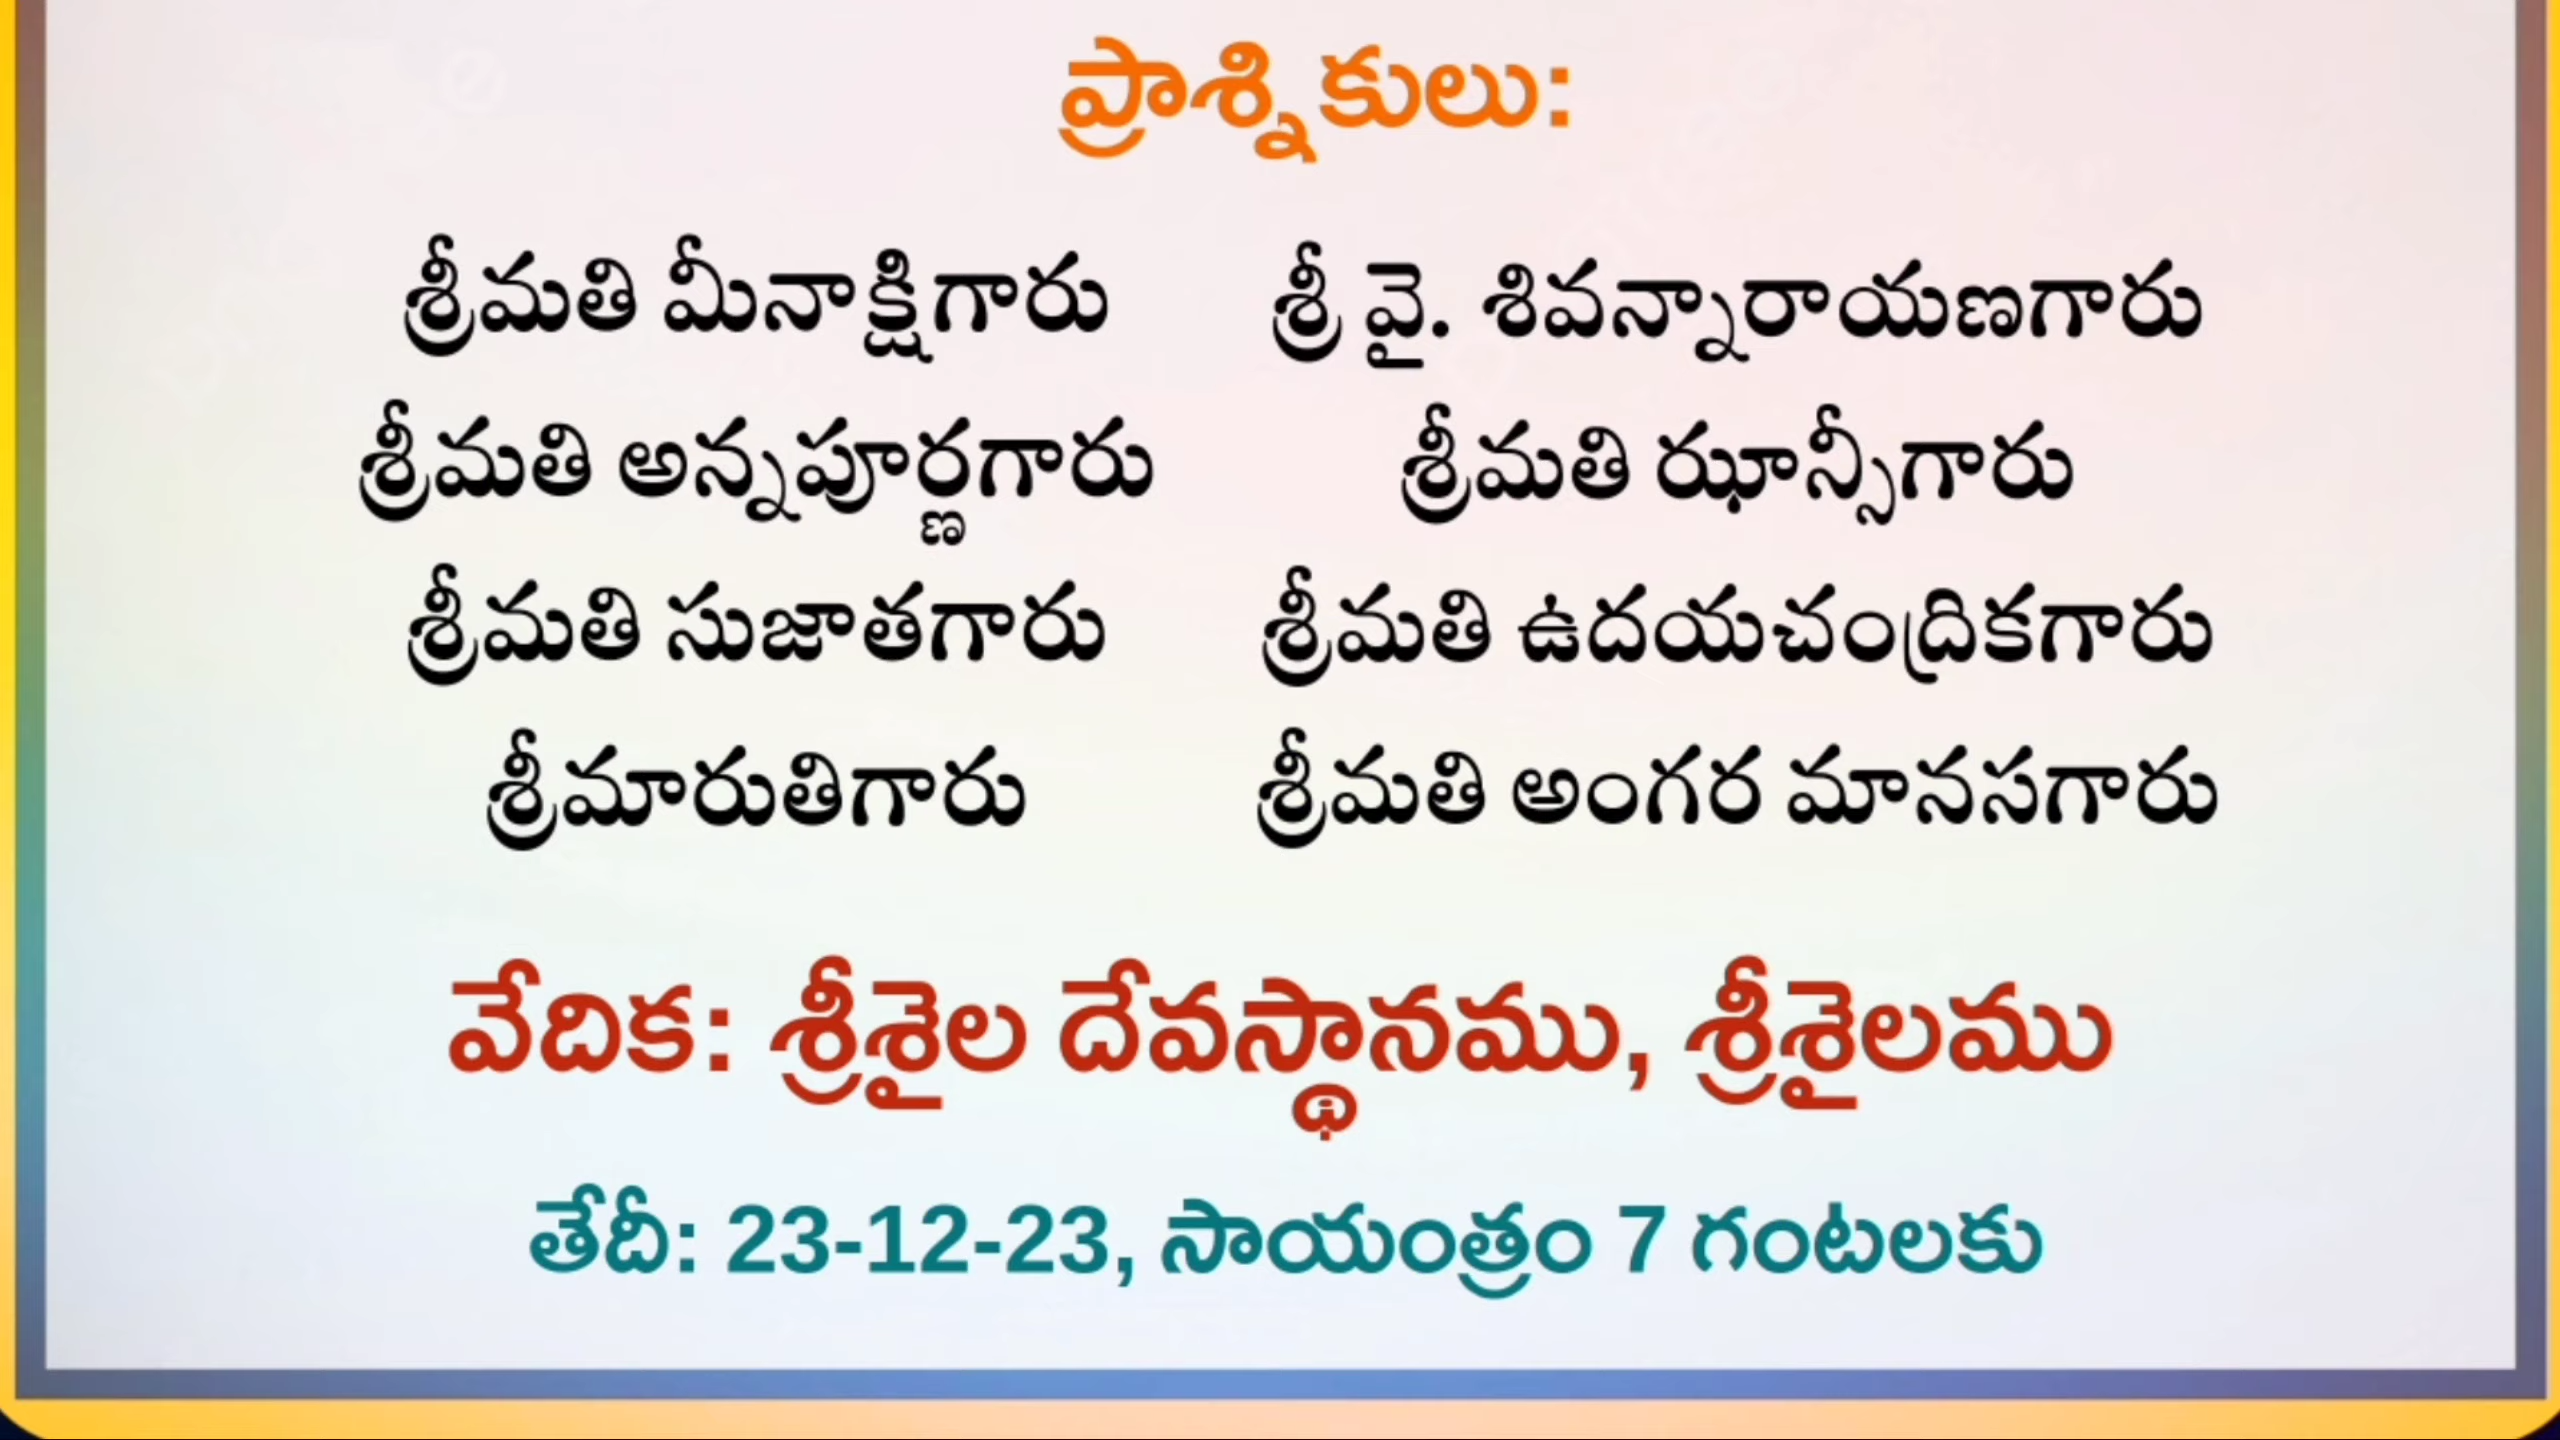 ప్రాశ్నికులు:
శ్రీమతి మీనాక్షిగారు శ్రీ వై. శివన్నారాయణగారు
శ్రీమతి అన్నపూర్ణగారు శ్రీమతి ఝాన్సీగారు
శ్రీమతి సుజాతగారు శ్రీమతి ఉదయచంద్రికగారు
శ్రీమారుతిగారు శ్రీమతి అంగర మానసగారు
వేదిక: శ్రీశైల దేవస్థానము, శ్రీశైలము
తేదీ: 23-12-23, సాయంత్రం 7 గంటలకు